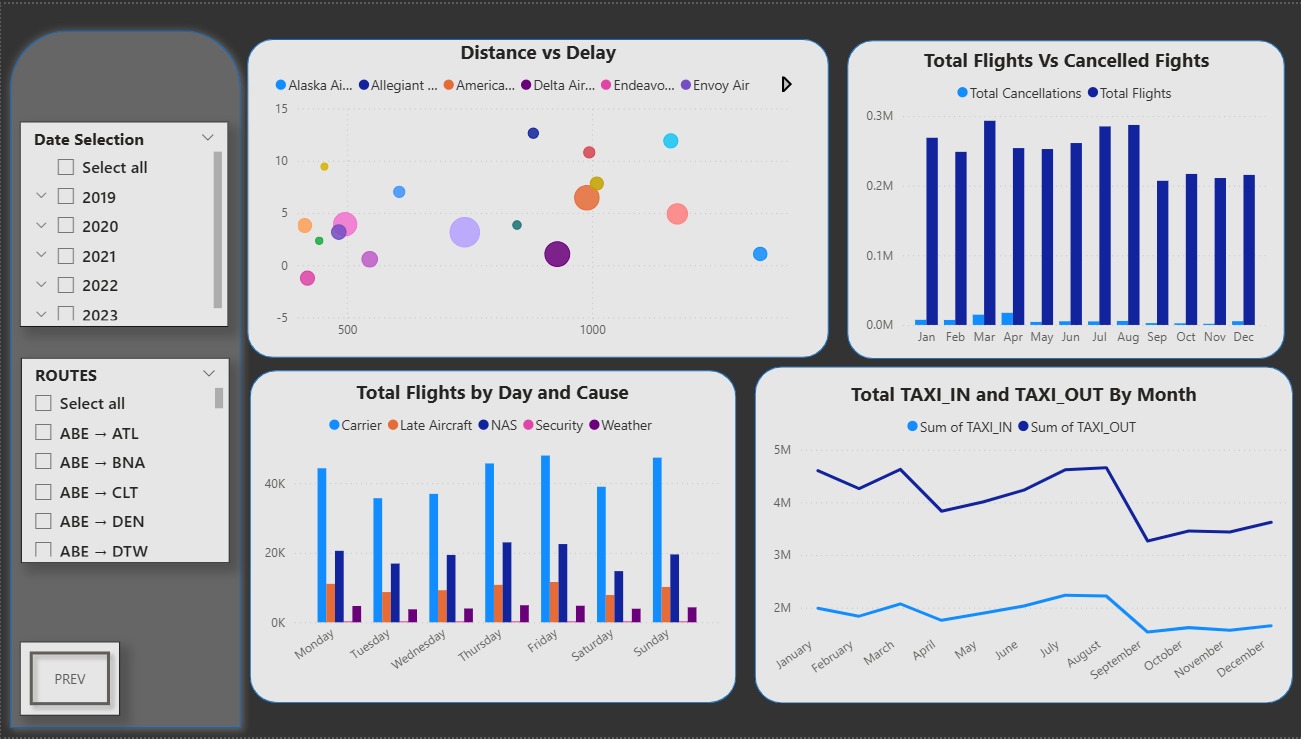 Date Selection
Select all
2019
2020
2021
2022
2023
ROUTES
Select all
ABE → ATL
ABE → BNA
ABE → CLT
ABE → DEN
ABE → DTW
PREV
Distance vs Delay
Alaska Ai... Allegiant ... America... Delta Air... Endeavo... Envoy Air
15
10
5
0
-5
500 1000
Total Flights Vs Cancelled Fights
Total Cancellations Total Flights
0.3M
0.2M
0.1M
0.0M
Jan Feb Mar Apr May Jun Jul Aug Sep Oct Nov Dec
Total Flights by Day and Cause
Carrier Late Aircraft NAS Security Weather
40K
20K
0K
Monday Tuesday Wednesday Thursday Friday Saturday Sunday
Total TAXI_IN and TAXI_OUT By Month
Sum of TAXI_IN Sum of TAXI_OUT
5M
4M
3M
2M
January February March April May June July August September October November December